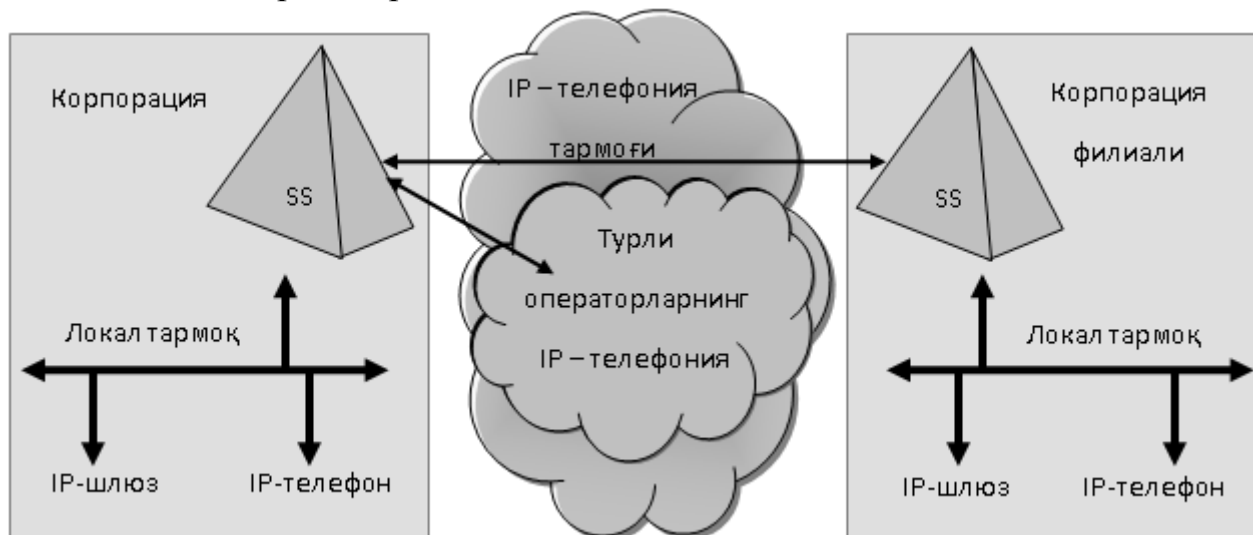 Корпорация
SS
Локал тармоқ
IP-шлюз
IP-телефон
IP – телефония
тармоғи
Турли
операторларнинг
IP – телефония
Корпорация
филиали
SS
Локал тармоқ
IP-шлюз
IP-телефон